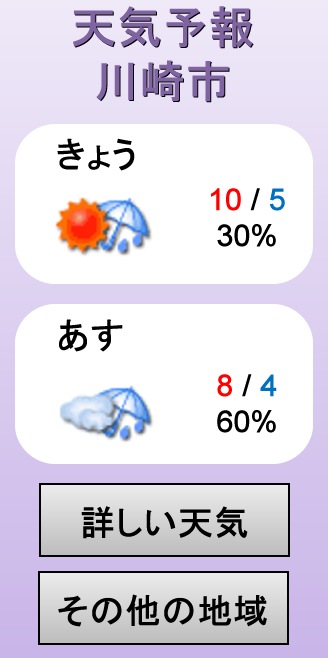 天気予報
川崎市
きょう
10 / 5
30%
あす
8 / 4
60%
詳しい天気
その他の地域